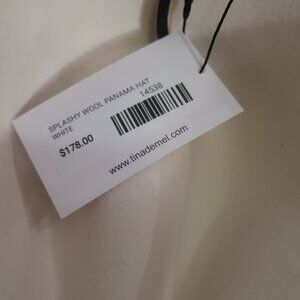 SPLASHY WOOL PANAMA HAT
WHITE
14538
$178.00
www.tinademel.com